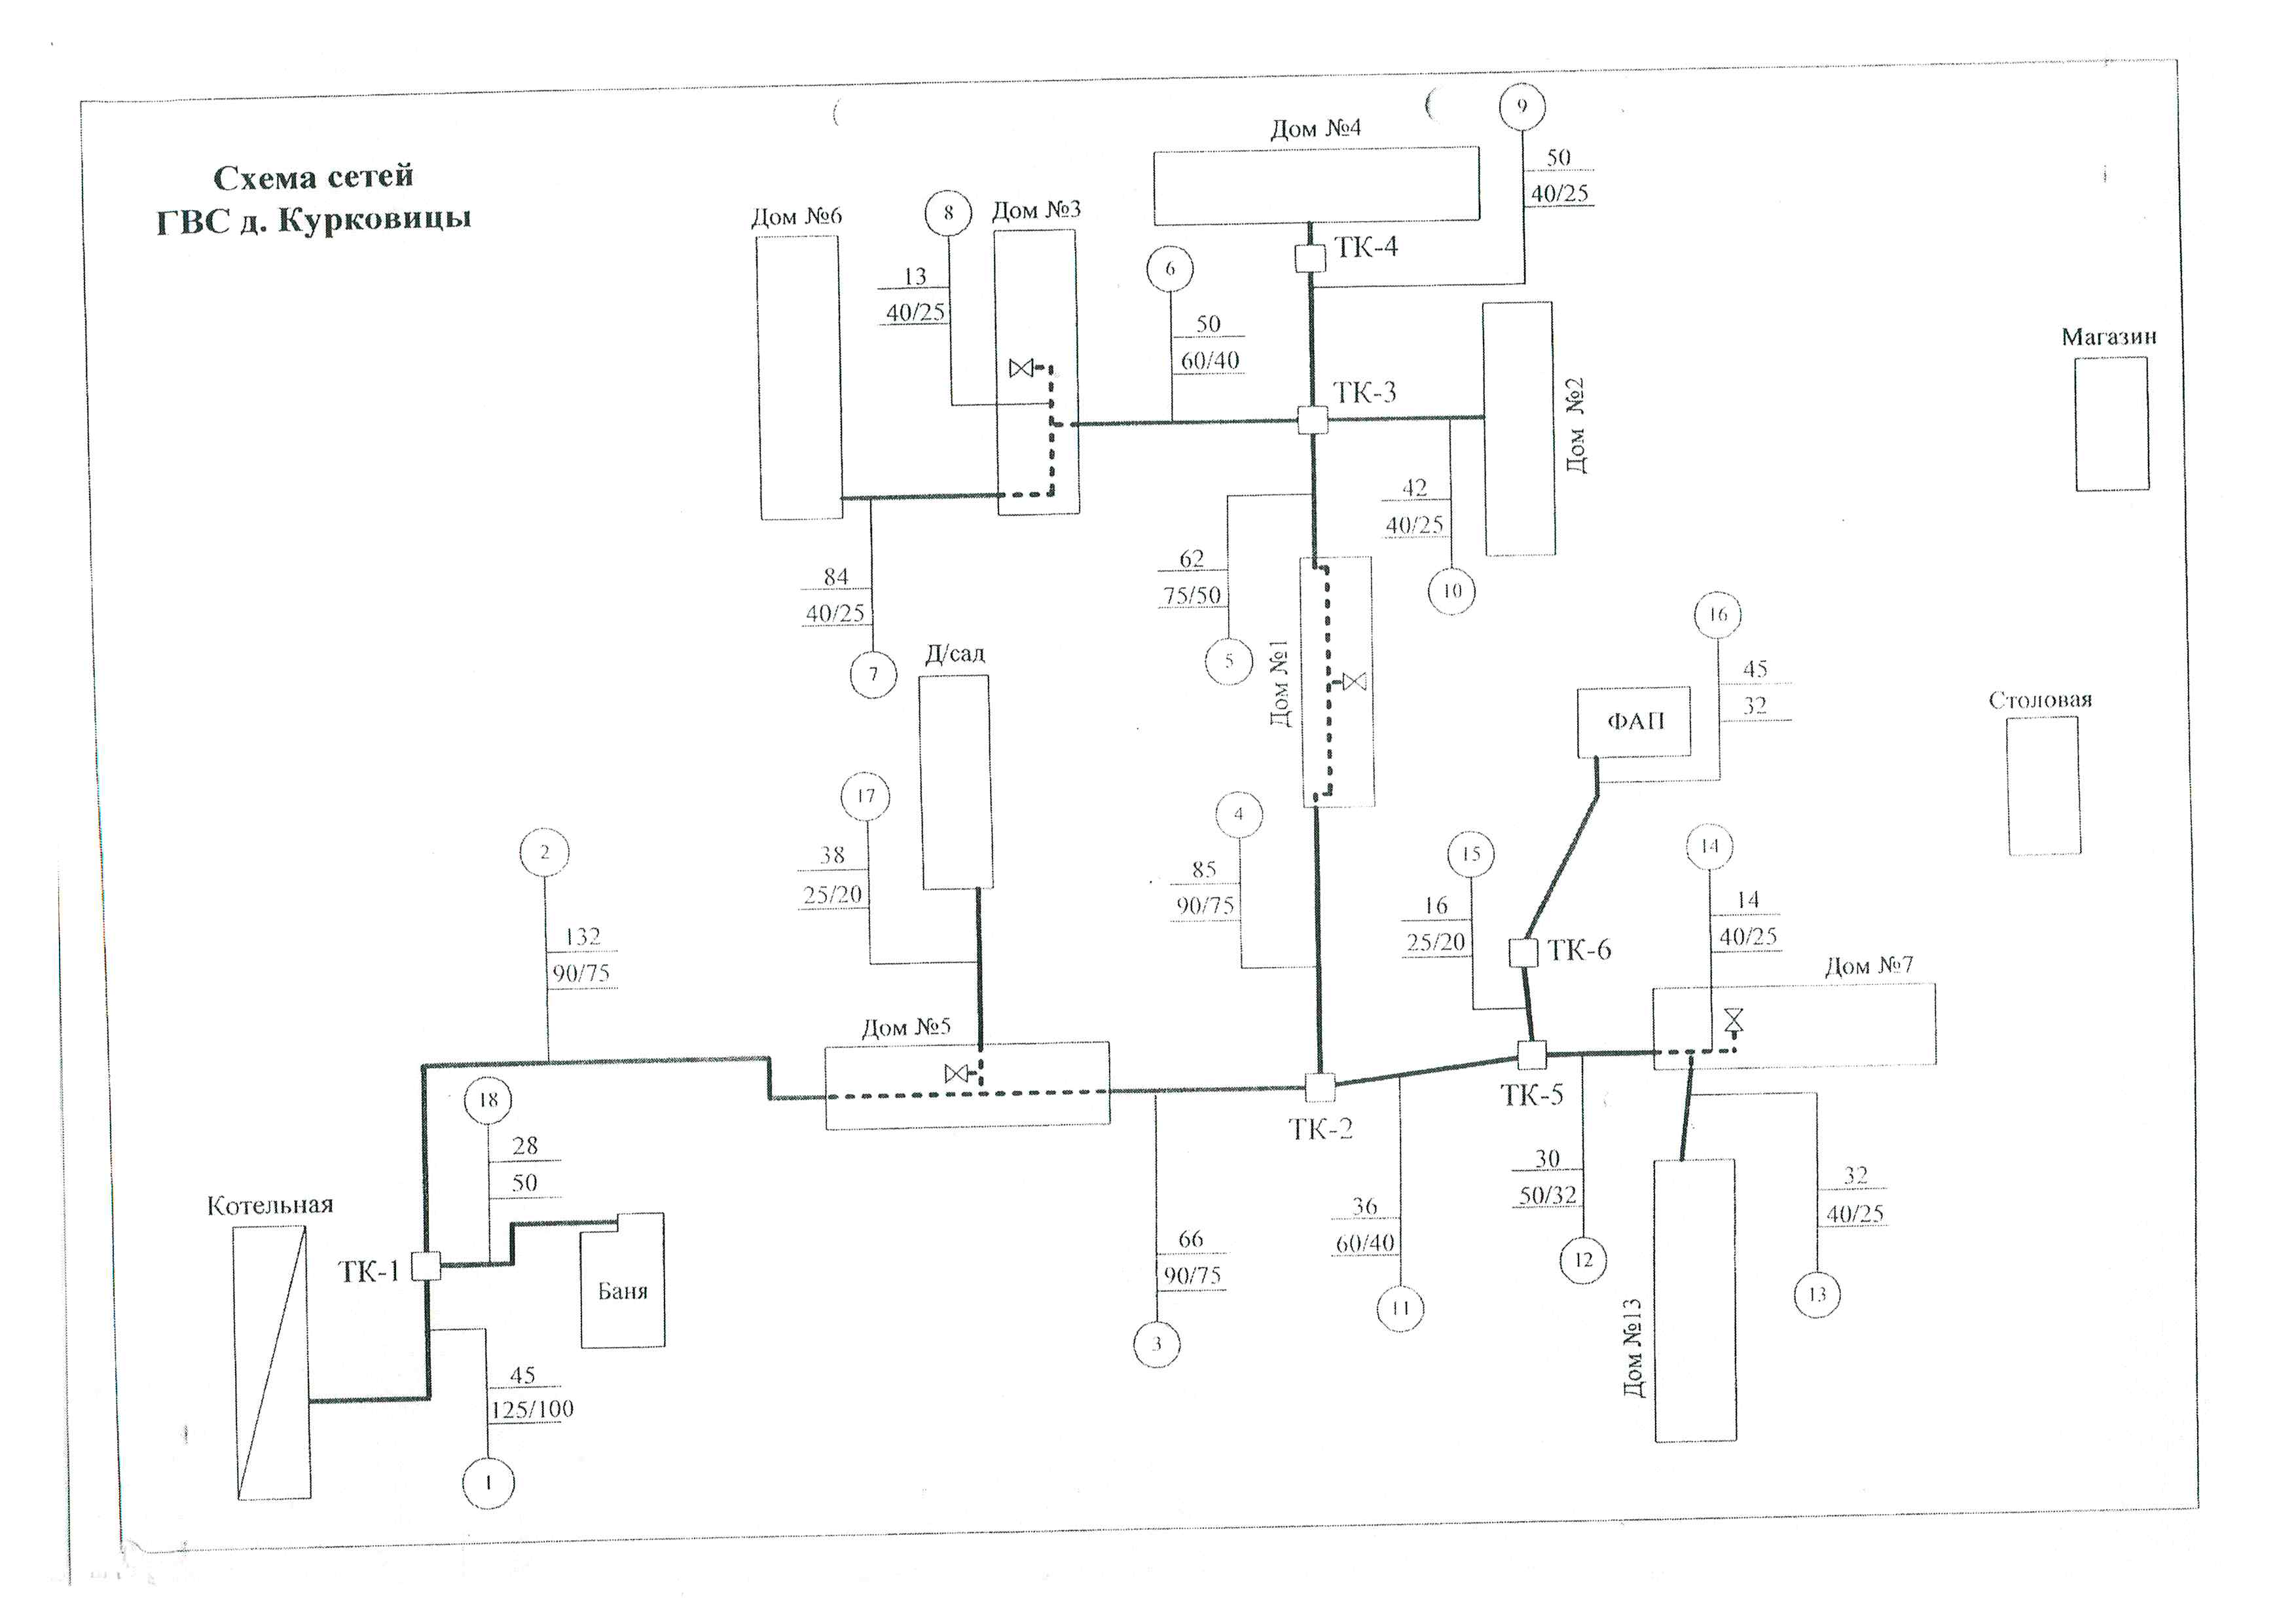 Схема сетей
ГВС д. Курковицы
Дом №4
9
50
40/25
ТК-4
Дом №6
8
Дом №3
13
40/25
6
50
60/40
ТК-3
Дом №2
Магазин
42
40/25
10
62
75/50
5
84
40/25
7
Д/сад
Дом №1
16
45
32
ФАП
Столовая
17
38
25/20
4
85
90/75
2
132
90/75
15
16
25/20
ТК-6
14
14
40/25
Дом №7
Дом №5
ТК-5
ТК-2
18
28
50
Котельная
ТК-1
Баня
45
125/100
1
66
90/75
3
36
60/40
11
30
50/32
12
32
40/25
13
Дом №13